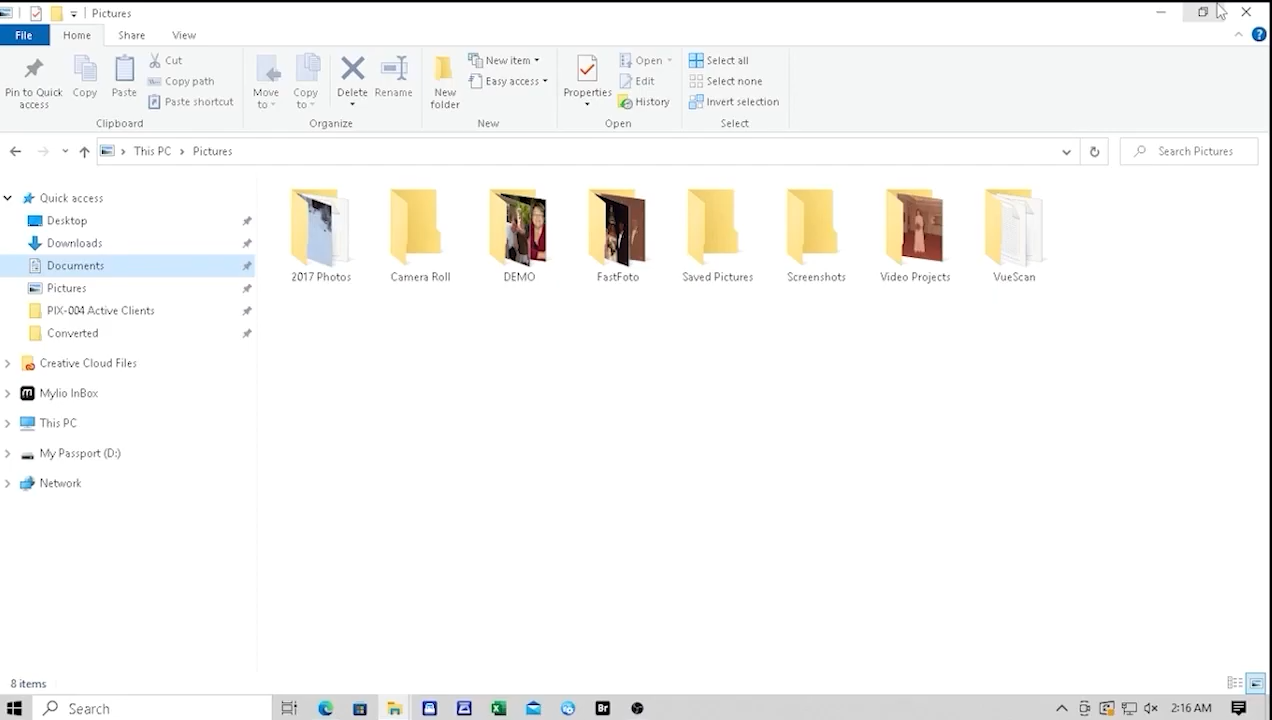 Pictures
File Home Share View
Pin to Quick access
Copy
Paste
Cut
Copy path
Paste shortcut
Clipboard
Move to
Copy to
Delete
Rename
Organize
New folder
New item
Easy access
New
Properties
Open
Edit
History
Open
Select all
Select none
Invert selection
Select
This PC Pictures
Search Pictures
Quick access
Desktop
Downloads
Documents
Pictures
PIX-004 Active Clients
Converted
Creative Cloud Files
Mylio InBox
This PC
My Passport (D:)
Network
2017 Photos
Camera Roll
DEMO
FastFoto
Saved Pictures
Screenshots
Video Projects
VueScan
8 items
Search
Br
2:16 AM